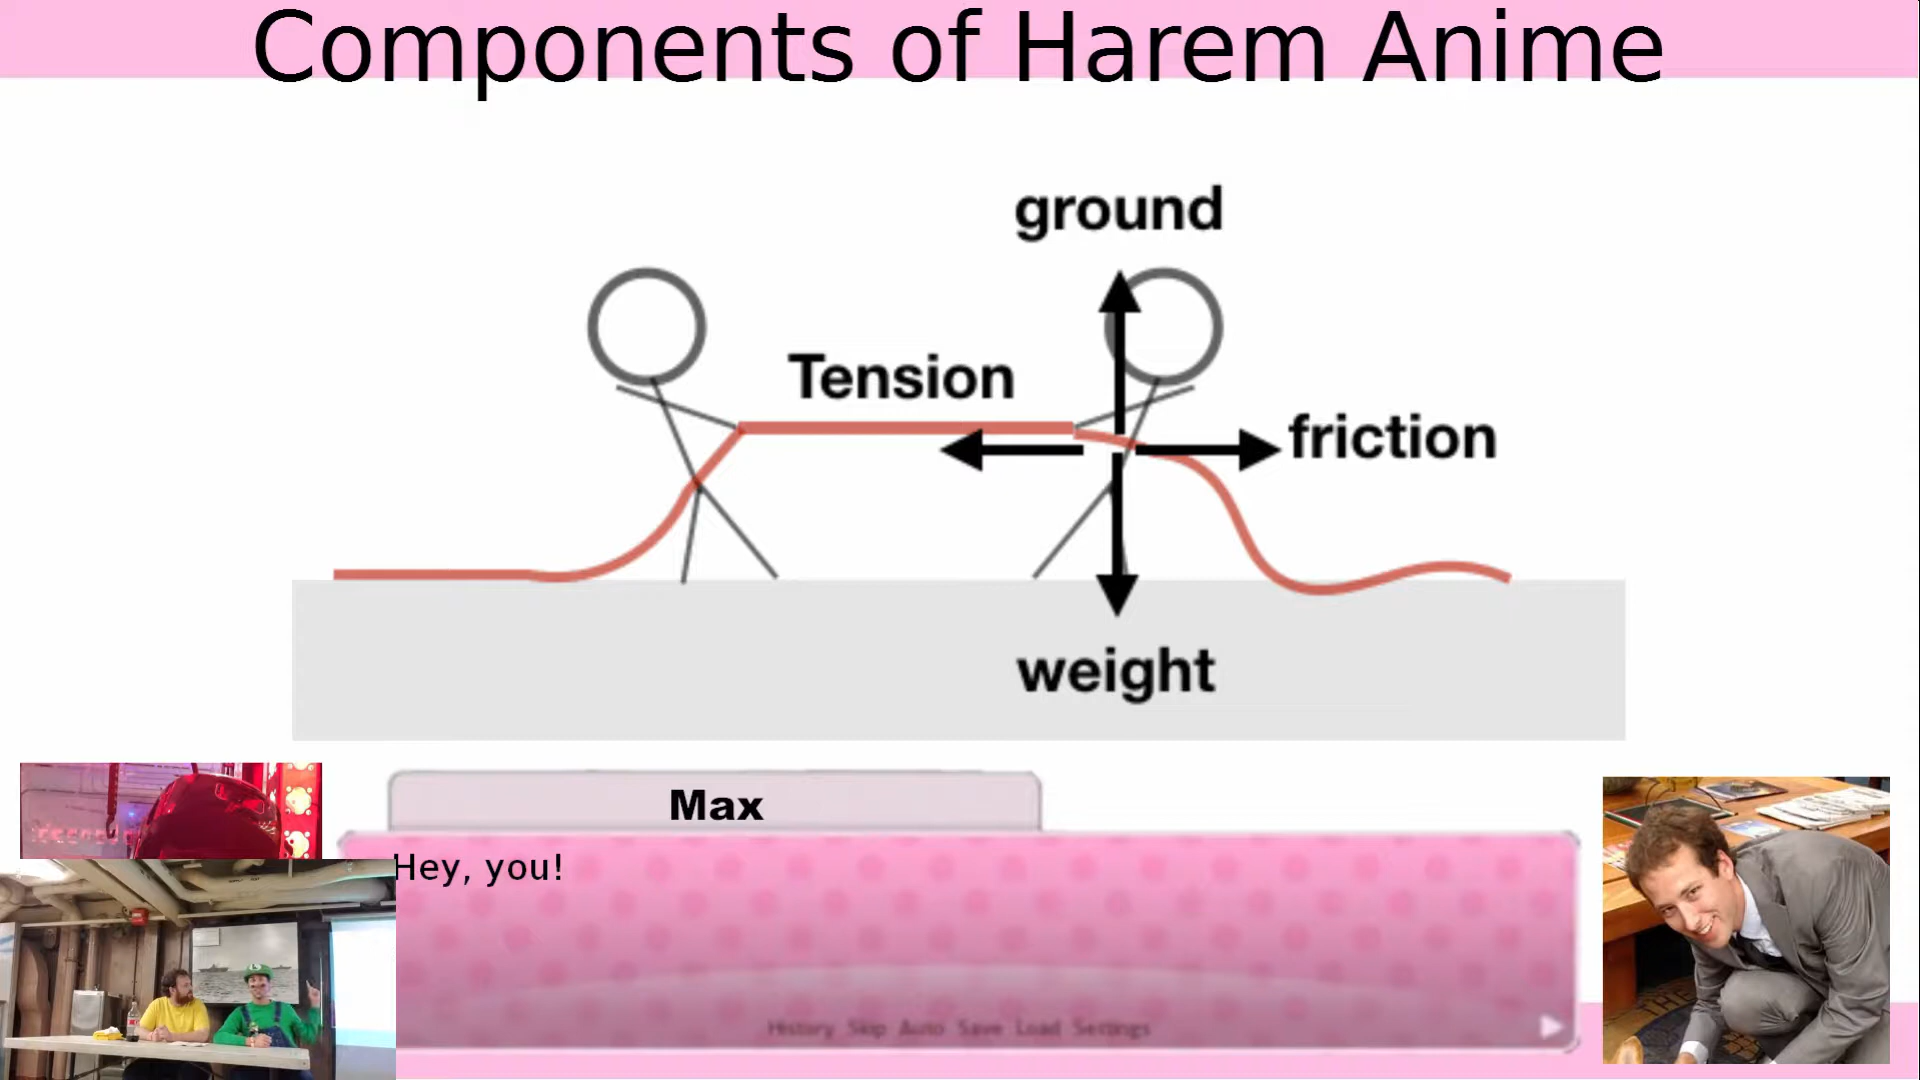 Components of Harem Anime
ground
Tension
friction
weight
Max
Hey, you!
History Skip Auto Save Load Settings